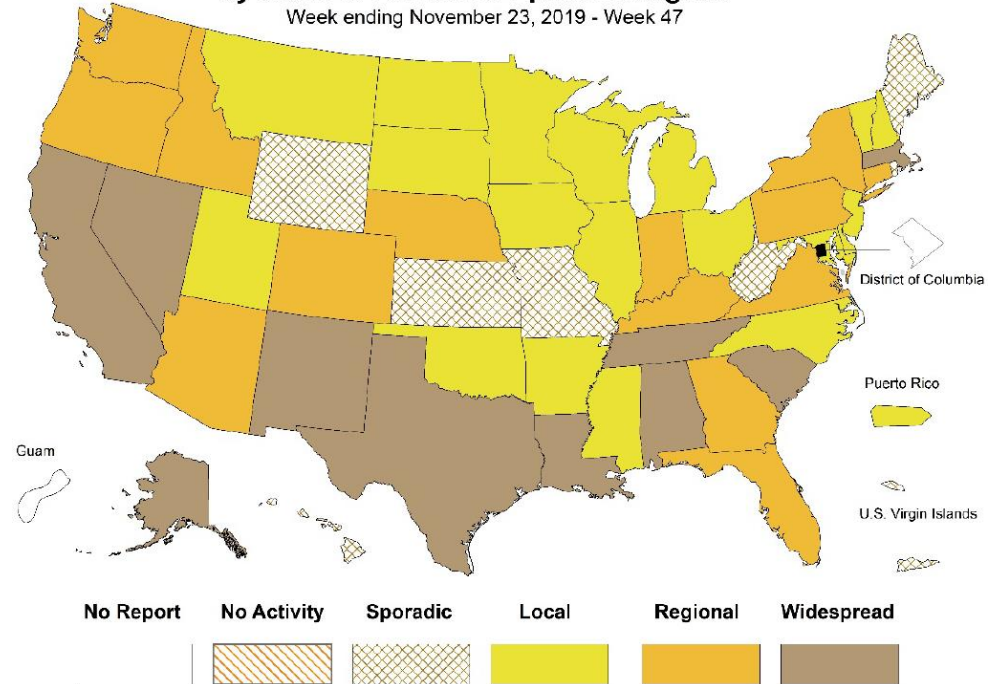 Week ending November 23, 2019 - Week 47
District of Columbia
Puerto Rico
Guam
U.S. Virgin Islands
No Report No Activity Sporadic Local Regional Widespread